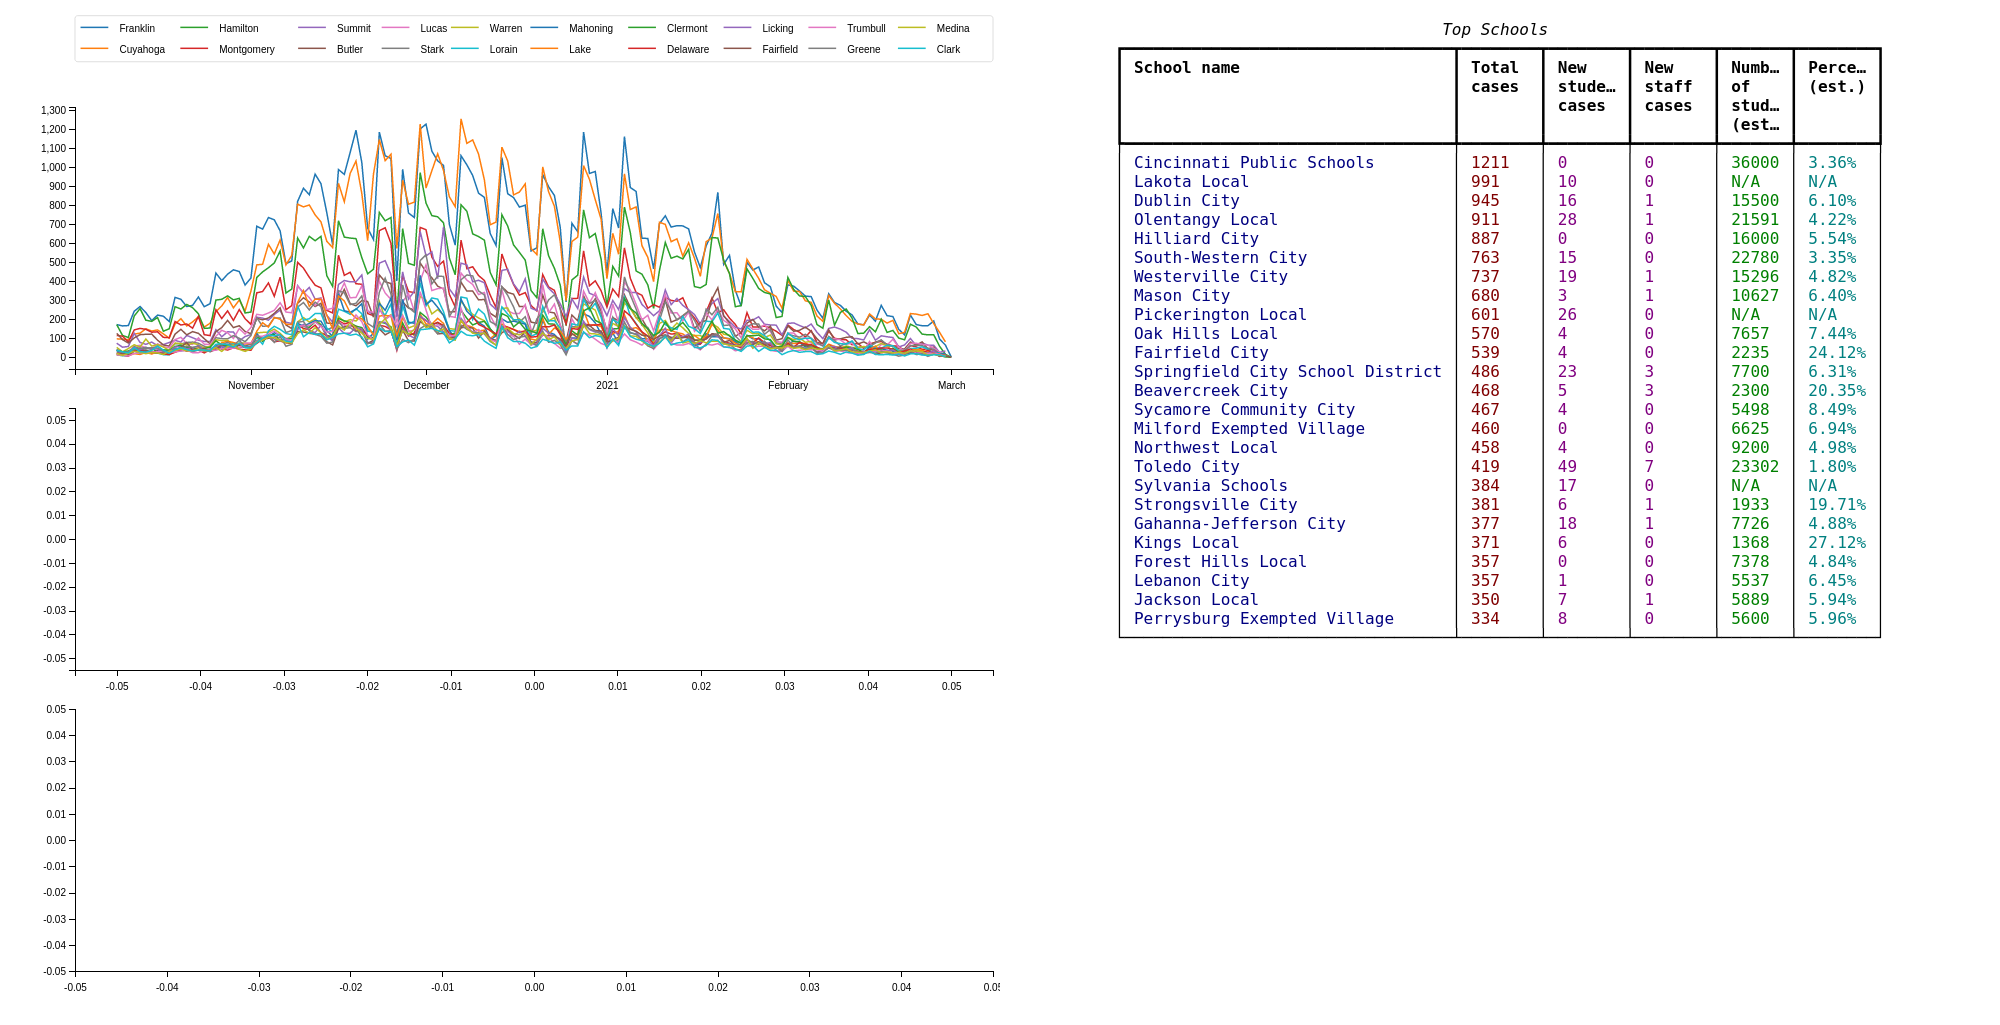 Franklin Hamilton Summit Lucas Warren Mahoning Clermont Licking Trumbull Medina
Cuyahoga Montgomery Butler Stark Lorain Lake Delaware Fairfield Greene Clark
1,300
1,200
1,100
1,000
900
800
700
600
500
400
300
200
100
0
November December 2021 February March
0.05
0.04
0.03
0.02
0.01
0.00
-0.01
-0.02
-0.03
-0.04
-0.05
-0.05 -0.04 -0.03 -0.02 -0.01 0.00 0.01 0.02 0.03 0.04 0.05
0.05
0.04
0.03
0.02
0.01
0.00
-0.01
-0.02
-0.03
-0.04
-0.05
-0.05 -0.04 -0.03 -0.02 -0.01 0.00 0.01 0.02 0.03 0.04 0.05
Top Schools
School name Total New New Numb… Perce…
cases stude… staff of (est.)
cases cases stud…
(est…
Cincinnati Public Schools 1211 0 0 36000 3.36%
Lakota Local 991 10 0 N/A N/A
Dublin City 945 16 1 15500 6.10%
Olentangy Local 911 28 1 21591 4.22%
Hilliard City 887 0 0 16000 5.54%
South-Western City 763 15 0 22780 3.35%
Westerville City 737 19 1 15296 4.82%
Mason City 680 3 1 10627 6.40%
Pickerington Local 601 26 0 N/A N/A
Oak Hills Local 570 4 0 7657 7.44%
Fairfield City 539 4 0 2235 24.12%
Springfield City School District 486 23 3 7700 6.31%
Beavercreek City 468 5 3 2300 20.35%
Sycamore Community City 467 4 0 5498 8.49%
Milford Exempted Village 460 0 0 6625 6.94%
Northwest Local 458 4 0 9200 4.98%
Toledo City 419 49 7 23302 1.80%
Sylvania Schools 384 17 0 N/A N/A
Strongsville City 381 6 1 1933 19.71%
Gahanna-Jefferson City 377 18 1 7726 4.88%
Kings Local 371 6 0 1368 27.12%
Forest Hills Local 357 0 0 7378 4.84%
Lebanon City 357 1 0 5537 6.45%
Jackson Local 350 7 1 5889 5.94%
Perrysburg Exempted Village 334 8 0 5600 5.96%